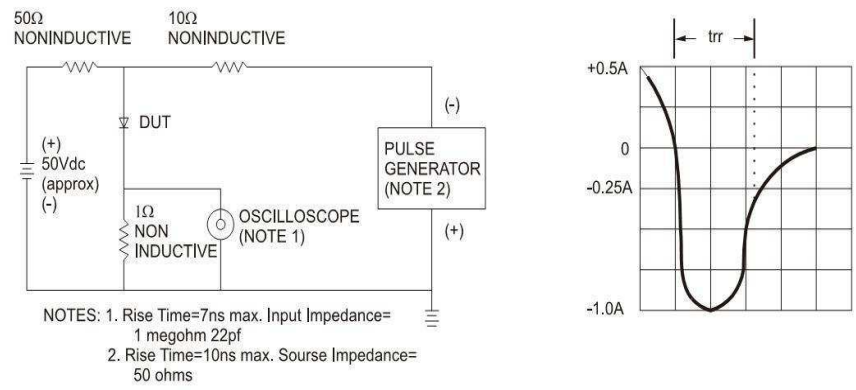 50Ω
NONINDUCTIVE
10Ω
NONINDUCTIVE
DUT
(+)
50Vdc
(approx)
(-)
1Ω
NON
INDUCTIVE
OSCILLOSCOPE
(NOTE 1)
(-)
PULSE
GENERATOR
(NOTE 2)
(+)
NOTES: 1. Rise Time=7ns max. Input Impedance=
1 megohm 22pf
2. Rise Time=10ns max. Sourse Impedance=
50 ohms
trr
+0.5A
0
-0.25A
-1.0A